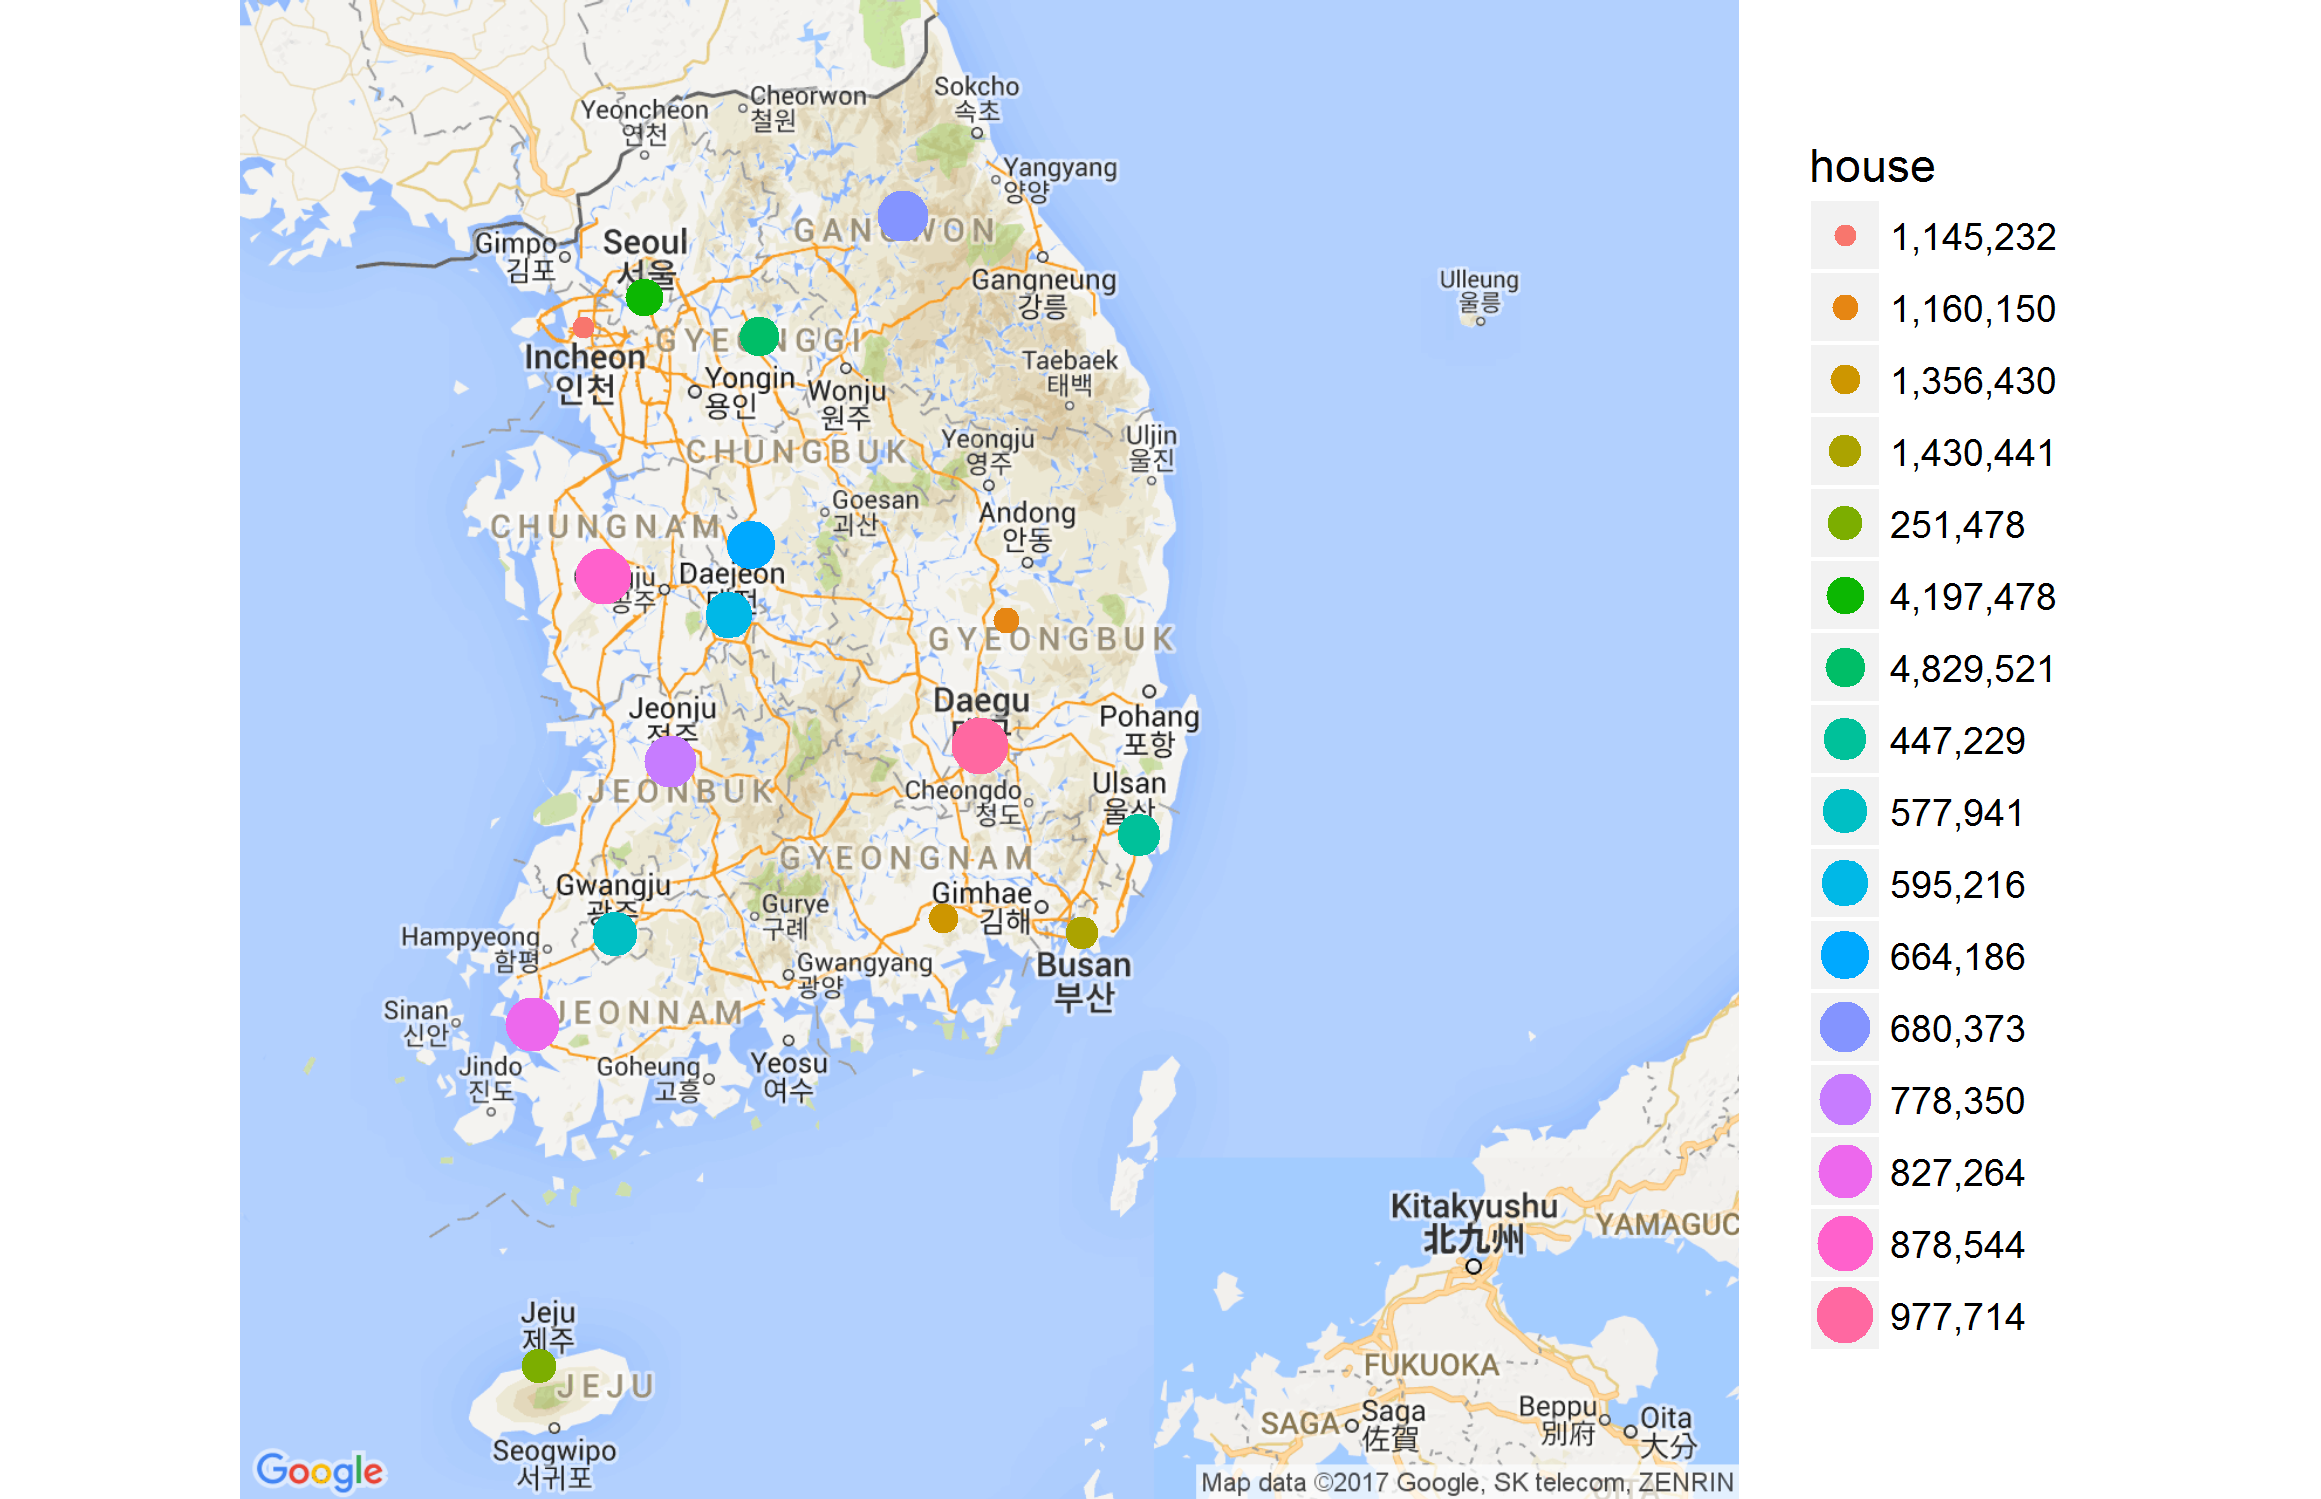 Sokcho
속초
Cheorwon
철원
Yeoncheon
연천
Yangyang
양양
GANGWON
Gimpo
김포
Seoul
서울
Gangneung
강릉
Ulleung
울릉
GYEONGGI
Incheon
인천
Yongin
용인
Wonju
원주
Taebaek
태백
CHUNGBUK
Yeongju
영주
Uljin
울진
Goesan
괴산
Andong
안동
CHUNGNAM
Daejeon
공주
GYEONGBUK
Daegu
Jeonju
전주
Pohang
포항
JEONBUK
Cheongdo
청도
Ulsan
울산
GYEONGNAM
Gwangju
광주
Gimhae
김해
Gurye
구례
Hampyeong
함평
Gwangyang
광양
Busan
부산
Sinan
신안
JEONNAM
Jindo
진도
Goheung
고흥
Yeosu
여수
Kitakyushu
北九州
YAMAGUC
Jeju
제주
JEJU
Seogwipo
서귀포
FUKUOKA
SAGA
Saga
佐賀
Beppu
別府
Oita
大分
Google
Map data ©2017 Google, SK telecom, ZENRIN
house
1,145,232
1,160,150
1,356,430
1,430,441
251,478
4,197,478
4,829,521
447,229
577,941
595,216
664,186
680,373
778,350
827,264
878,544
977,714